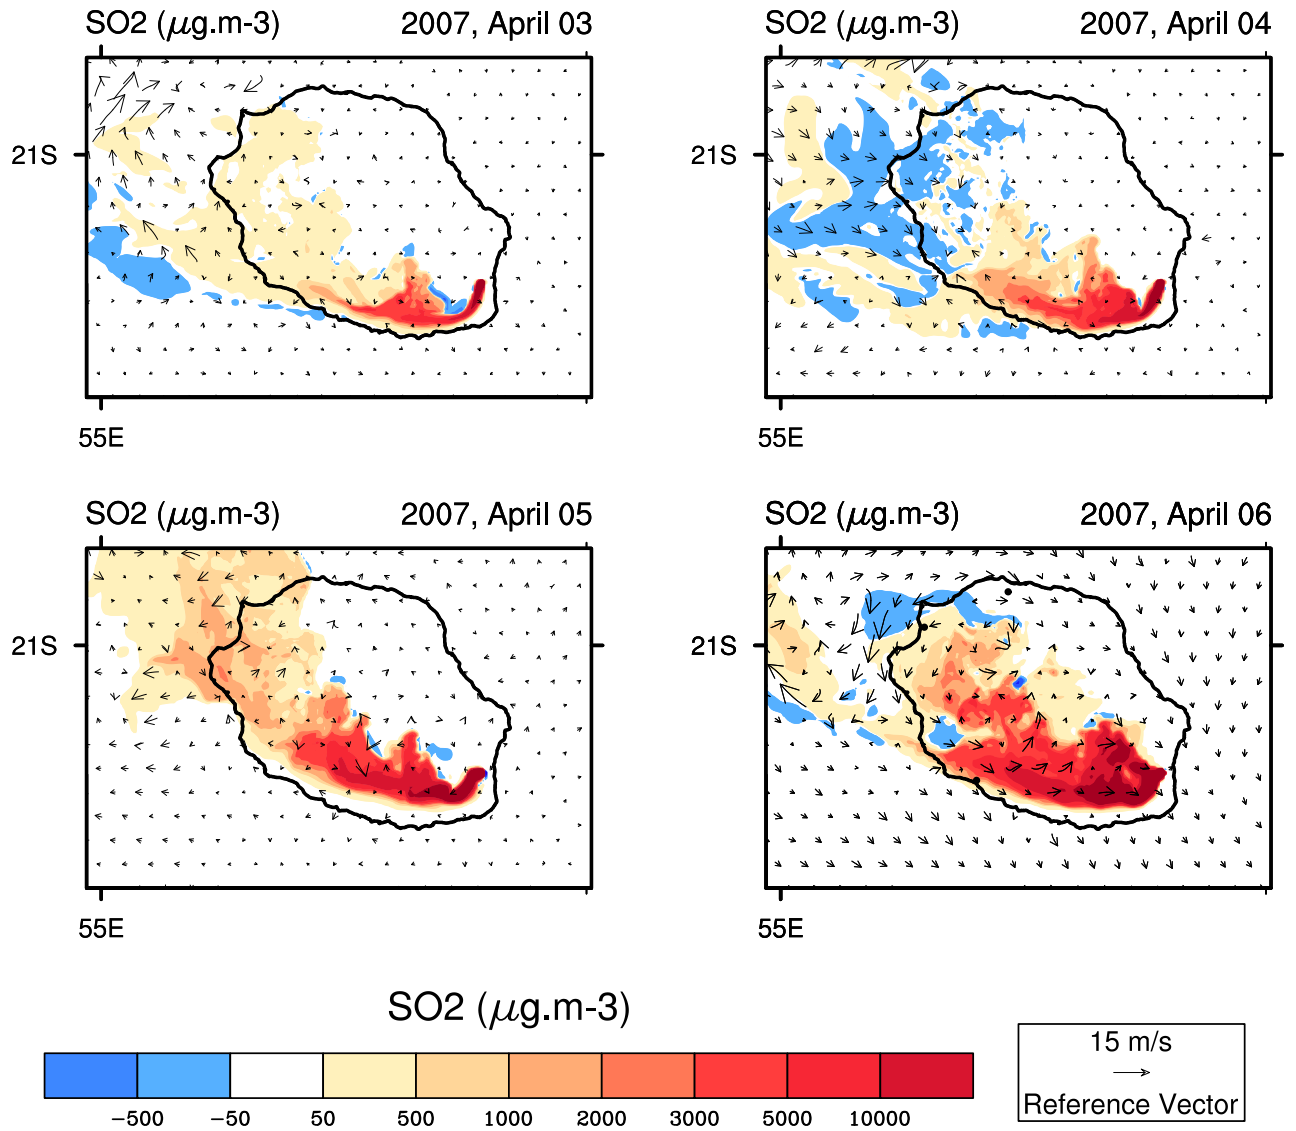 SO2 (μg.m-3) 2007, April 03
SO2 (μg.m-3) 2007, April 04
21S
21S
55E
55E
SO2 (μg.m-3) 2007, April 05
SO2 (μg.m-3) 2007, April 06
21S
21S
55E
55E
SO2 (μg.m-3)
−500 −50 50 500 1000 2000 3000 5000 10000
15 m/s
Reference Vector